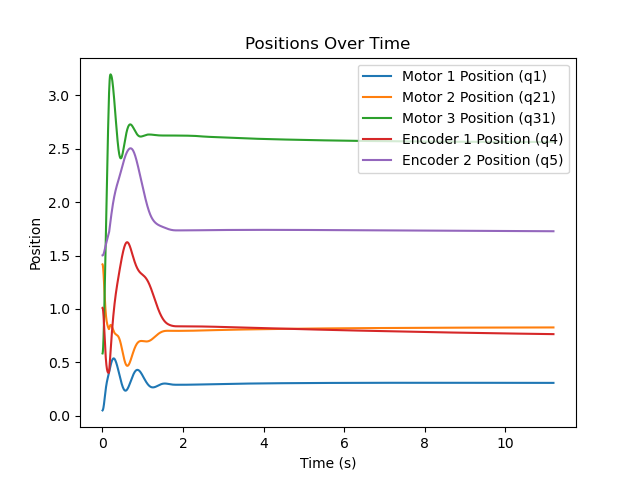 Positions Over Time
Motor 1 Position (q1)
Motor 2 Position (q21)
Motor 3 Position (q31)
Encoder 1 Position (q4)
Encoder 2 Position (q5)
Position
3.0
2.5
2.0
1.5
1.0
0.5
0.0
0 2 4 6 8 10
Time (s)